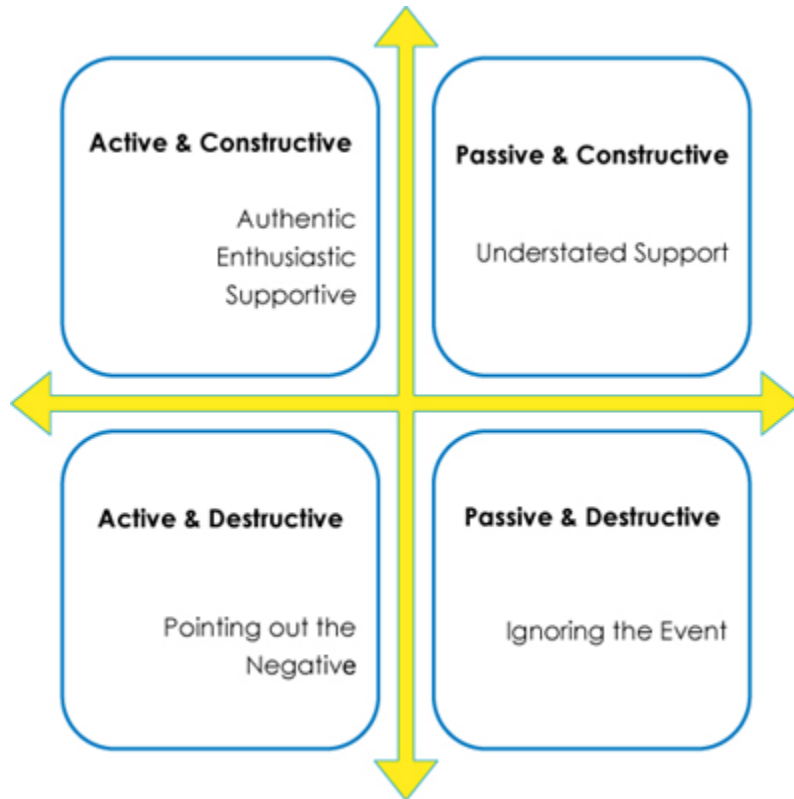 Active & Constructive
Authentic
Enthusiastic
Supportive
Passive & Constructive
Understated Support
Active & Destructive
Pointing out the
Negative
Passive & Destructive
Ignoring the Event